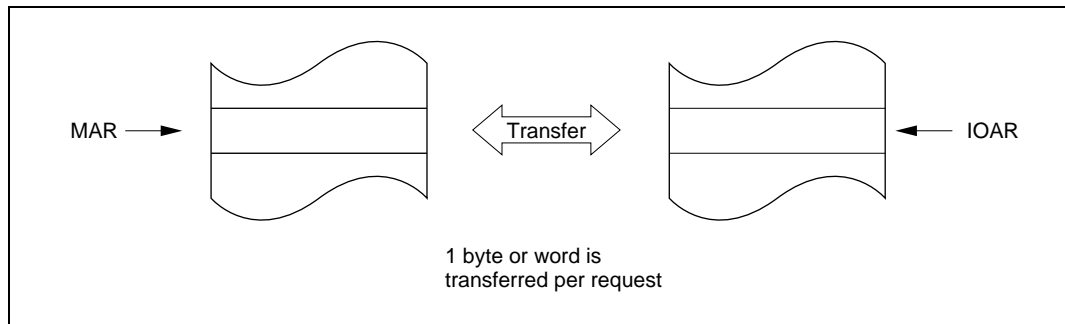 MAR
Transfer
IOAR
1 byte or word is
transferred per request